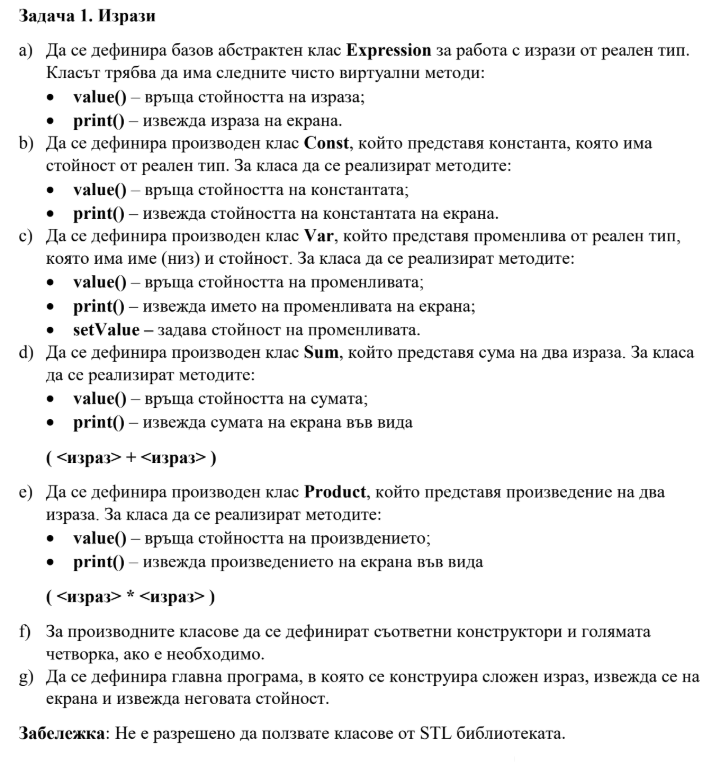 Задача 1. Изрази
a) Да се дефинира базов абстрактен клас Expression за работа с изрази от реален тип.
Класът трябва да има следните чисто виртуални методи:
• value() – връща стойността на израза;
• print() – извежда израза на екрана.
b) Да се дефинира производен клас Const, който представя константа, която има
стойност от реален тип. За класа да се реализират методите:
• value() – връща стойността на константата;
• print() – извежда стойността на константата на екрана.
c) Да се дефинира производен клас Var, който представя променлива от реален тип,
която има име (низ) и стойност. За класа да се реализират методите:
• value() – връща стойността на променливата;
• print() – извежда името на променливата на екрана;
• setValue – задава стойност на променливата.
d) Да се дефинира производен клас Sum, който представя сума на два израза. За класа
да се реализират методите:
• value() – връща стойността на сумата;
• print() – извежда сумата на екрана във вида
( <израз> + <израз> )
e) Да се дефинира производен клас Product, който представя произведение на два
израза. За класа да се реализират методите:
• value() – връща стойността на произвдението;
• print() – извежда произведението на екрана във вида
( <израз> * <израз> )
f) За производните класове да се дефинират съответни конструктори и голямата
четворка, ако е необходимо.
g) Да се дефинира главна програма, в която се конструира сложен израз, извежда се на
екрана и извежда неговата стойност.
Забележка: Не е разрешено да ползвате класове от STL библиотеката.